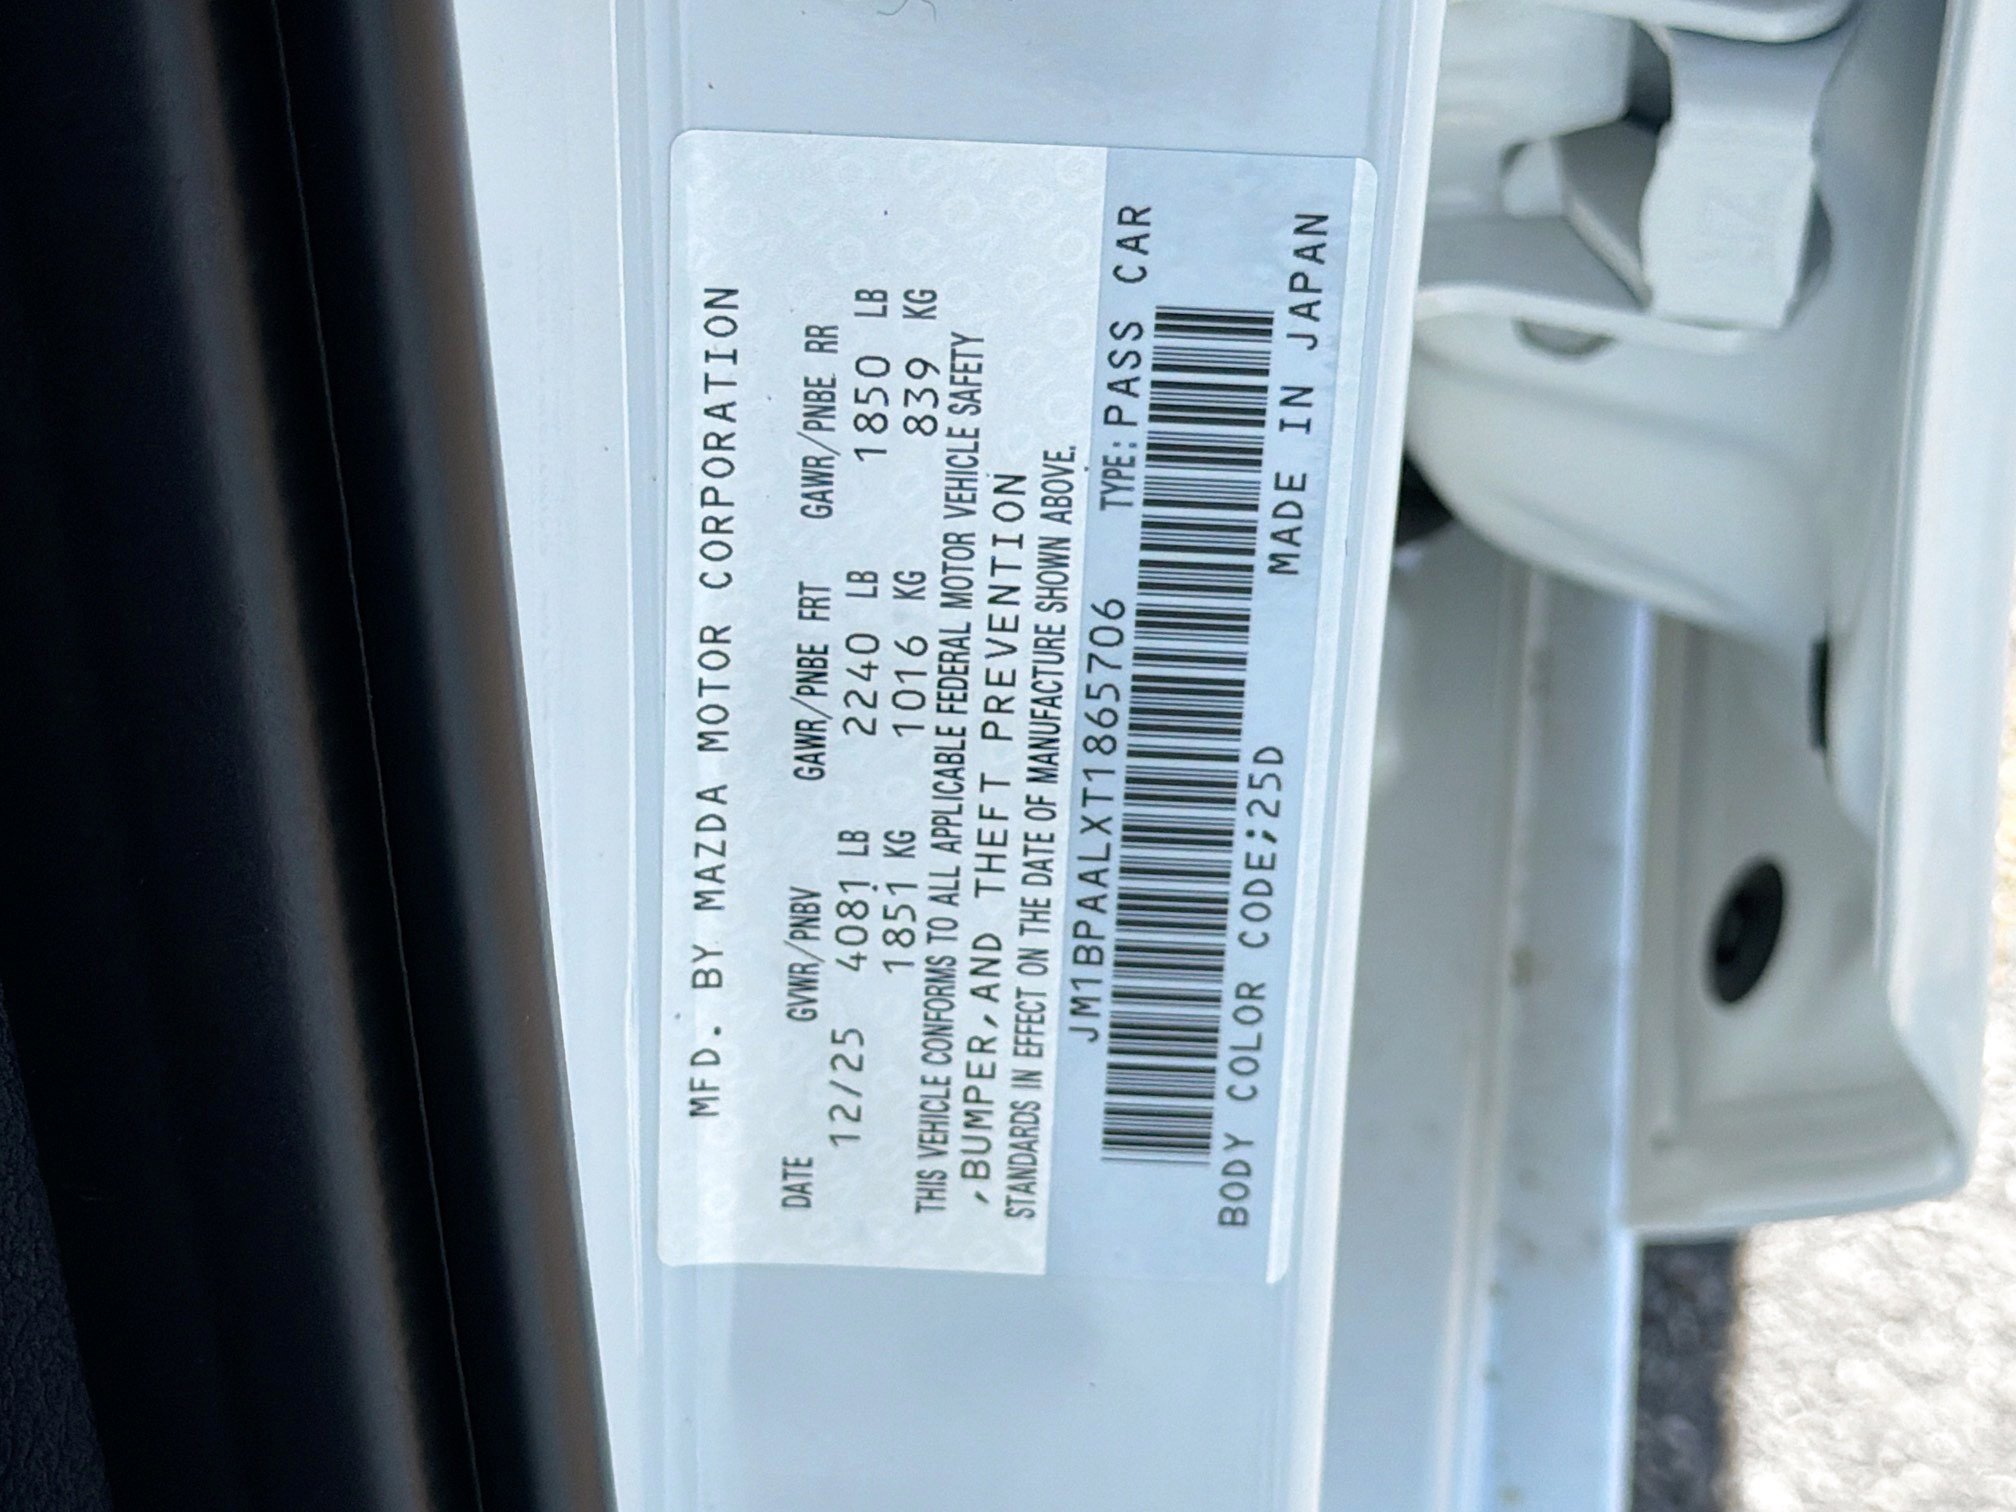 MFD. BY MAZDA MOTOR CORPORATION
DATE GVWR/PNBV GAWR/PNBE FRT GAWR/PNBE RR
12/25 4081 LB 2240 LB 1850 LB
1851 KG 1016 KG 839 KG
THIS VEHICLE CONFORMS TO ALL APPLICABLE FEDERAL MOTOR VEHICLE SAFETY
,BUMPER,AND THEFT PREVENTION
STANDARDS IN EFFECT ON THE DATE OF MANUFACTURE SHOWN ABOVE.
JM1BPAALXT1865706 TYPE:PASS CAR
BODY COLOR CODE;25D
MADE IN JAPAN